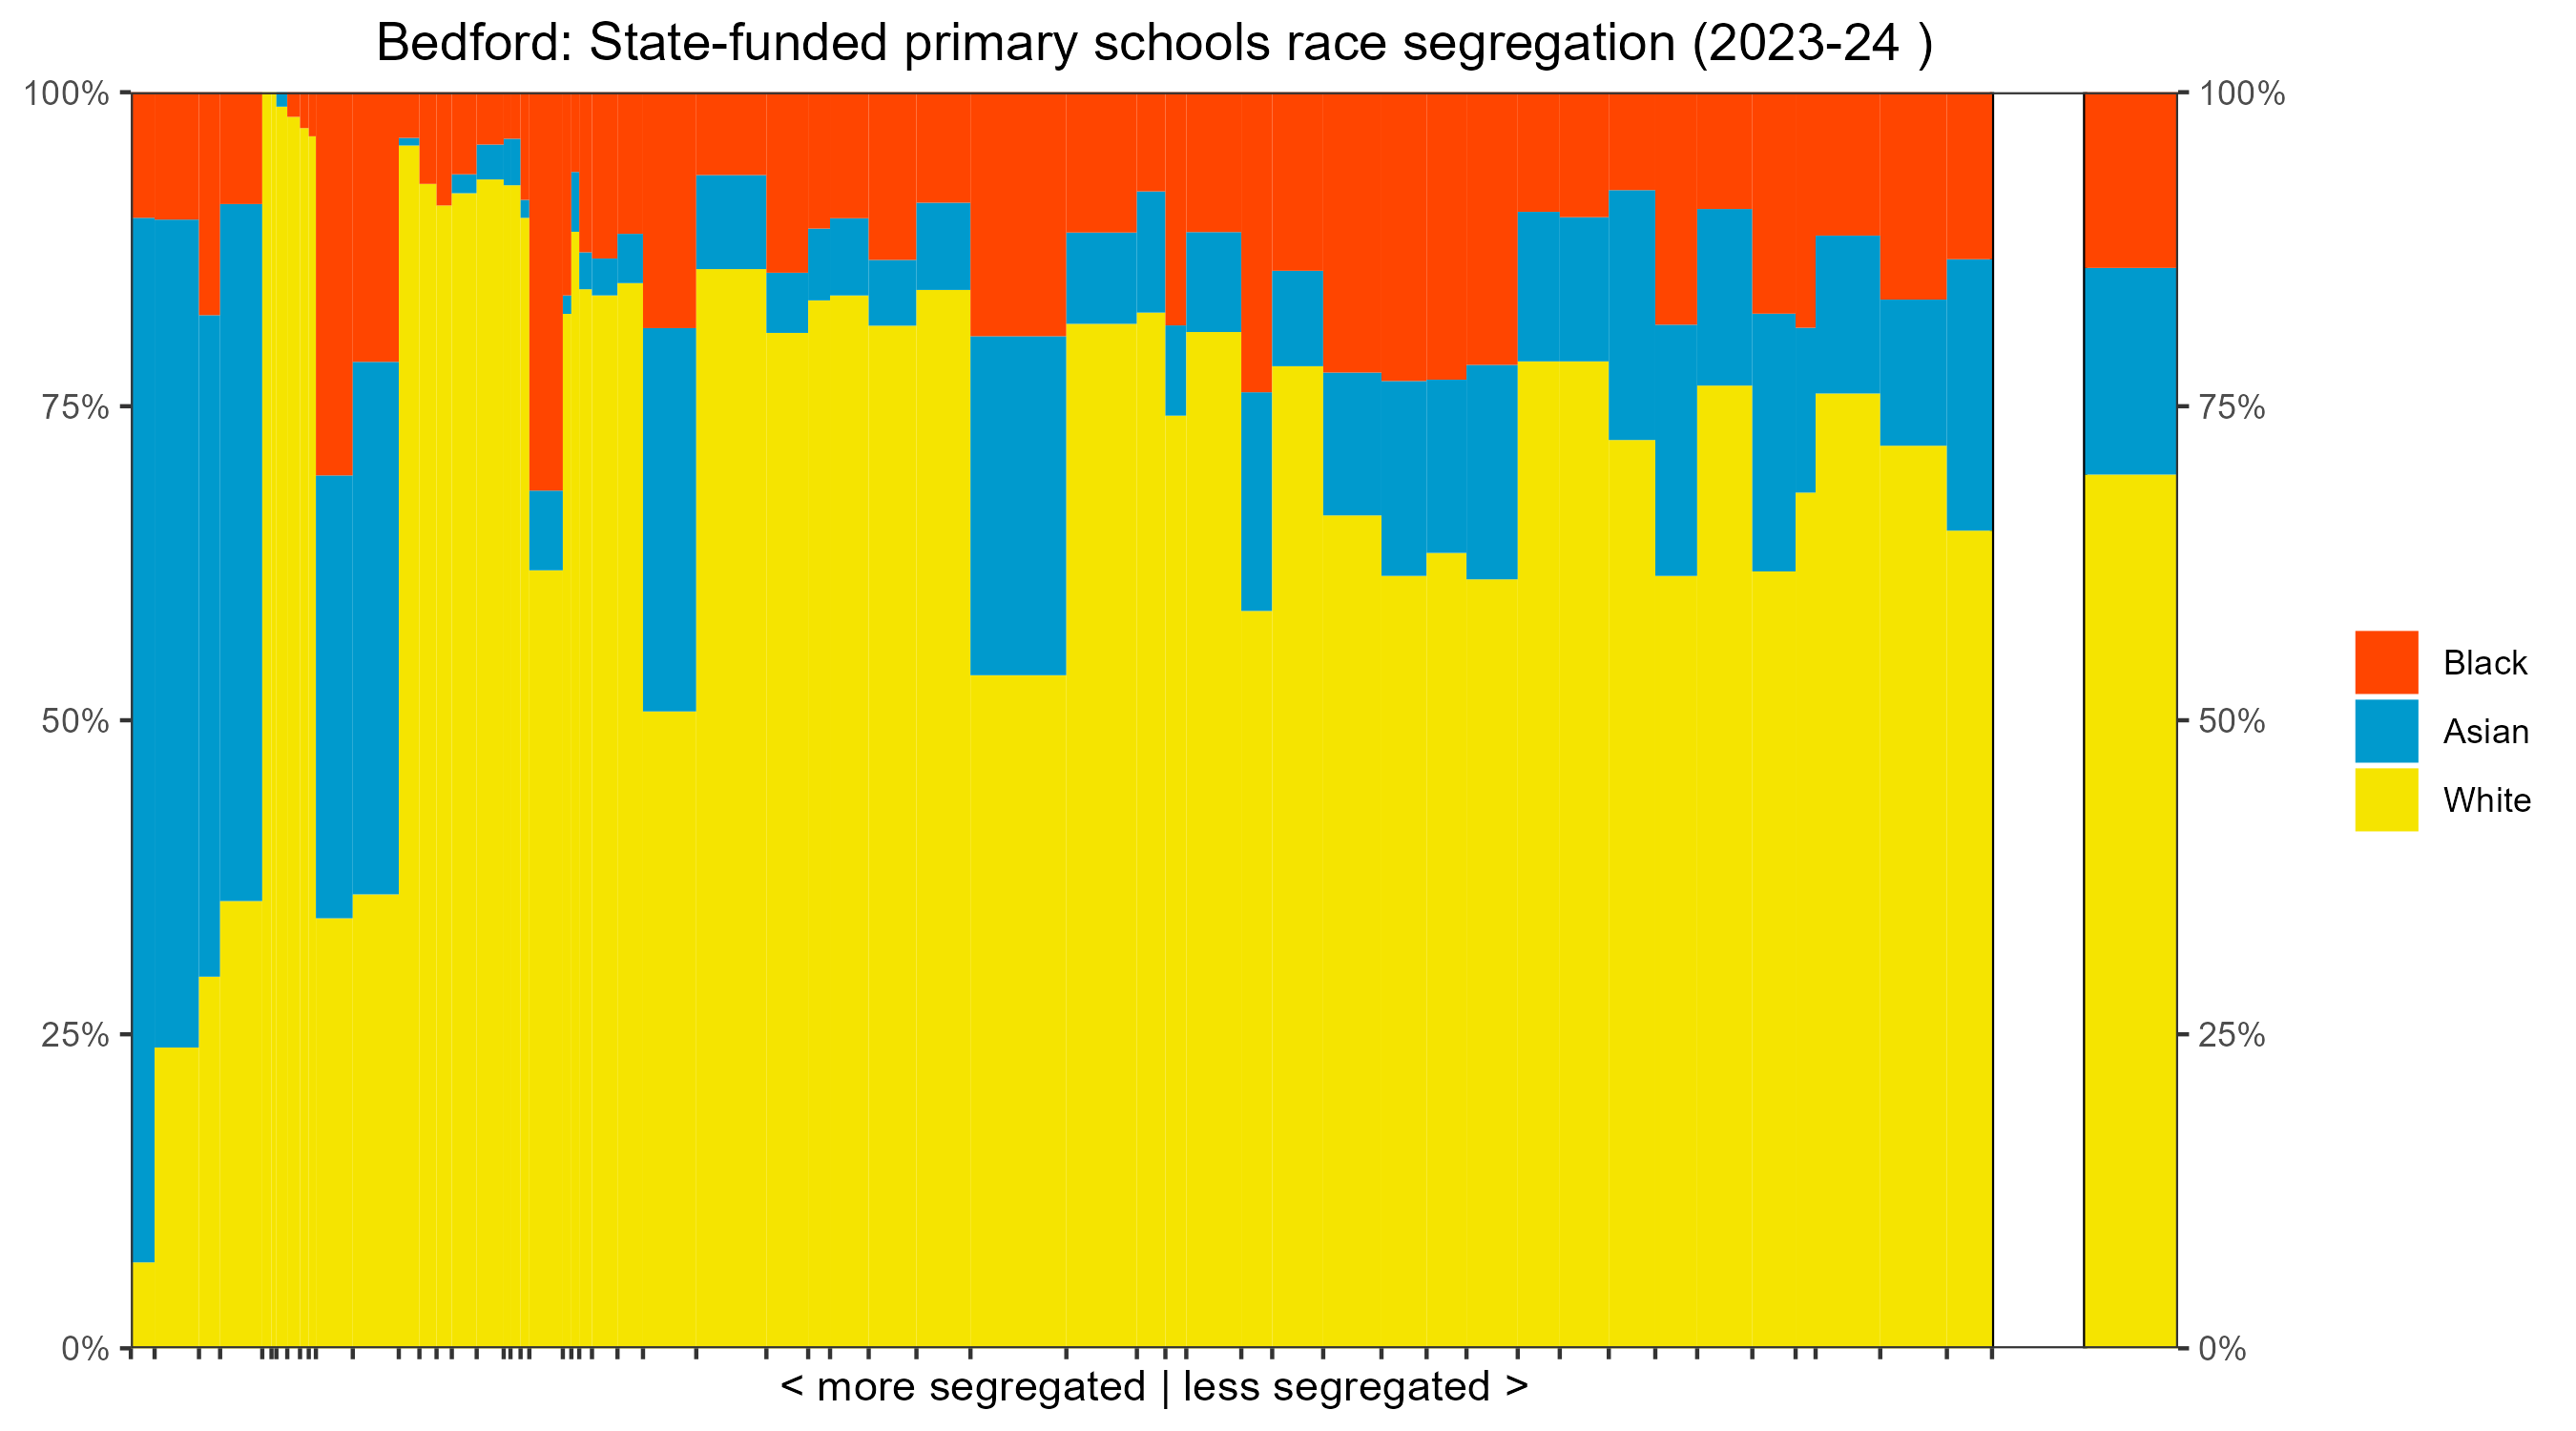 Bedford: State-funded primary schools race segregation (2023-24 )
100%
75%
50%
25%
0%
100%
75%
50%
25%
0%
Black
Asian
White
< more segregated | less segregated >